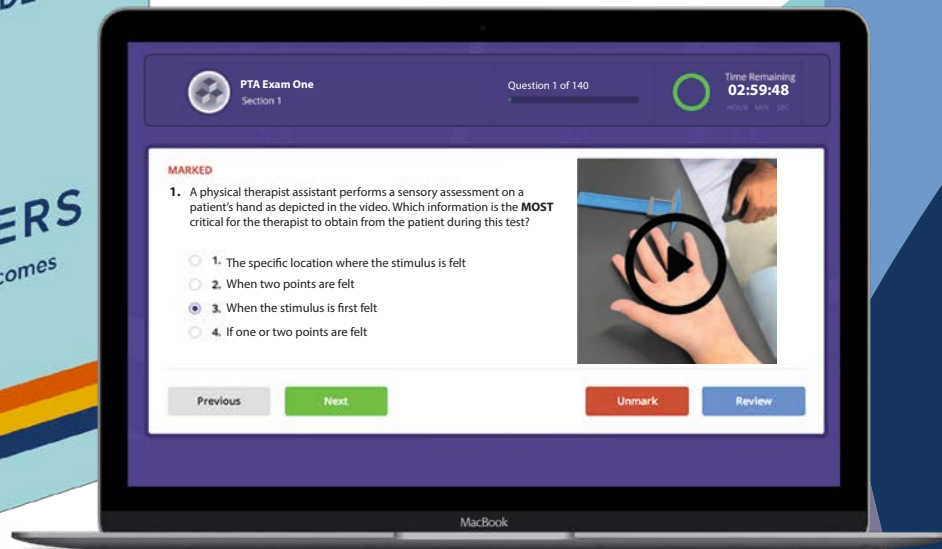 ERS
comes
PTA Exam One
Section 1
Question 1 of 140
Time Remaining
02:59:48
HOUR MIN SEC
MARKED
1. A physical therapist assistant performs a sensory assessment on a
patient's hand as depicted in the video. Which information is the MOST
critical for the therapist to obtain from the patient during this test?
1. The specific location where the stimulus is felt
2. When two points are felt
3. When the stimulus is first felt
4. If one or two points are felt
Previous
Next
Unmark
Review
MacBook